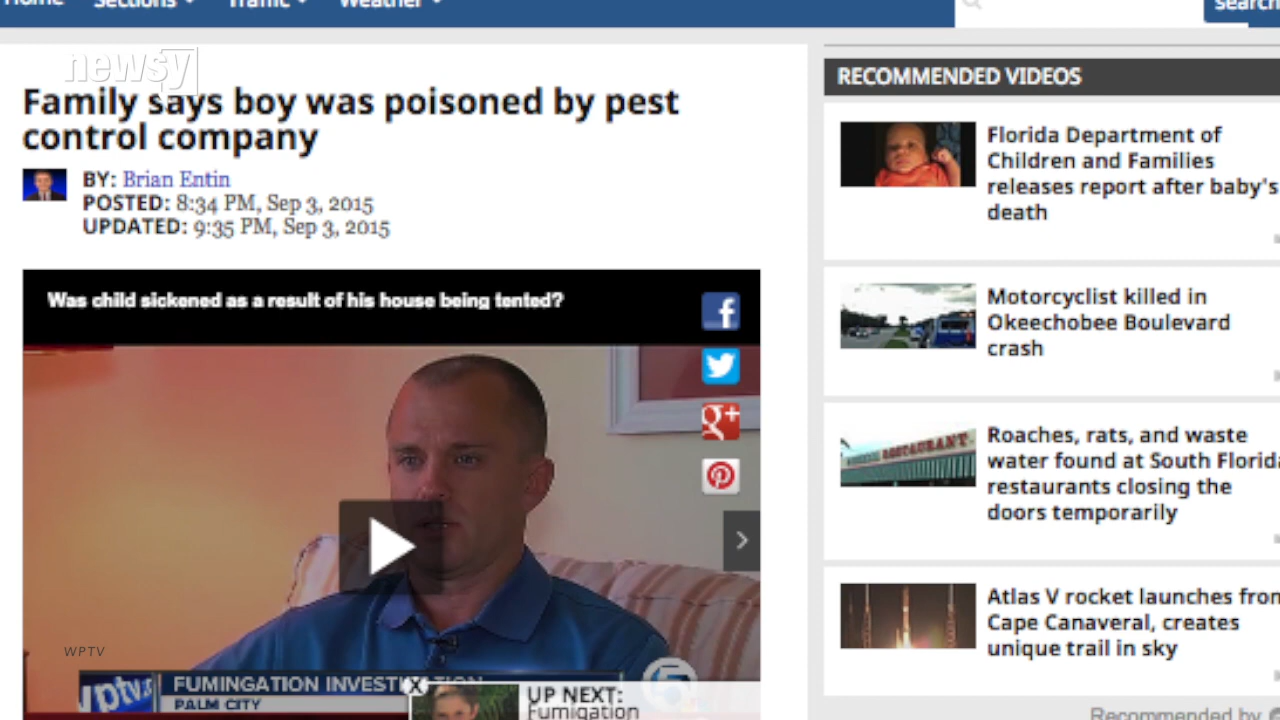 Home Sections Traffic Weather
search
newsy
Family says boy was poisoned by pest
control company
BY: Brian Entin
POSTED: 8:34 PM, Sep 3, 2015
UPDATED: 9:35 PM, Sep 3, 2015
Was child sickened as a result of his house being tented?
f
g+
WPTV
wptv.
FUMIGATION INVESTI
TION
PALM CITY
5
X
UP NEXT:
Fumigation
RECOMMENDED VIDEOS
Florida Department of
Children and Families
releases report after baby's
death
Motorcyclist killed in
Okeechobee Boulevard
crash
RESTAURANT
Roaches, rats, and waste
water found at South Florida
restaurants closing the
doors temporarily
Atlas V rocket launches from
Cape Canaveral, creates
unique trail in sky
Recommended by